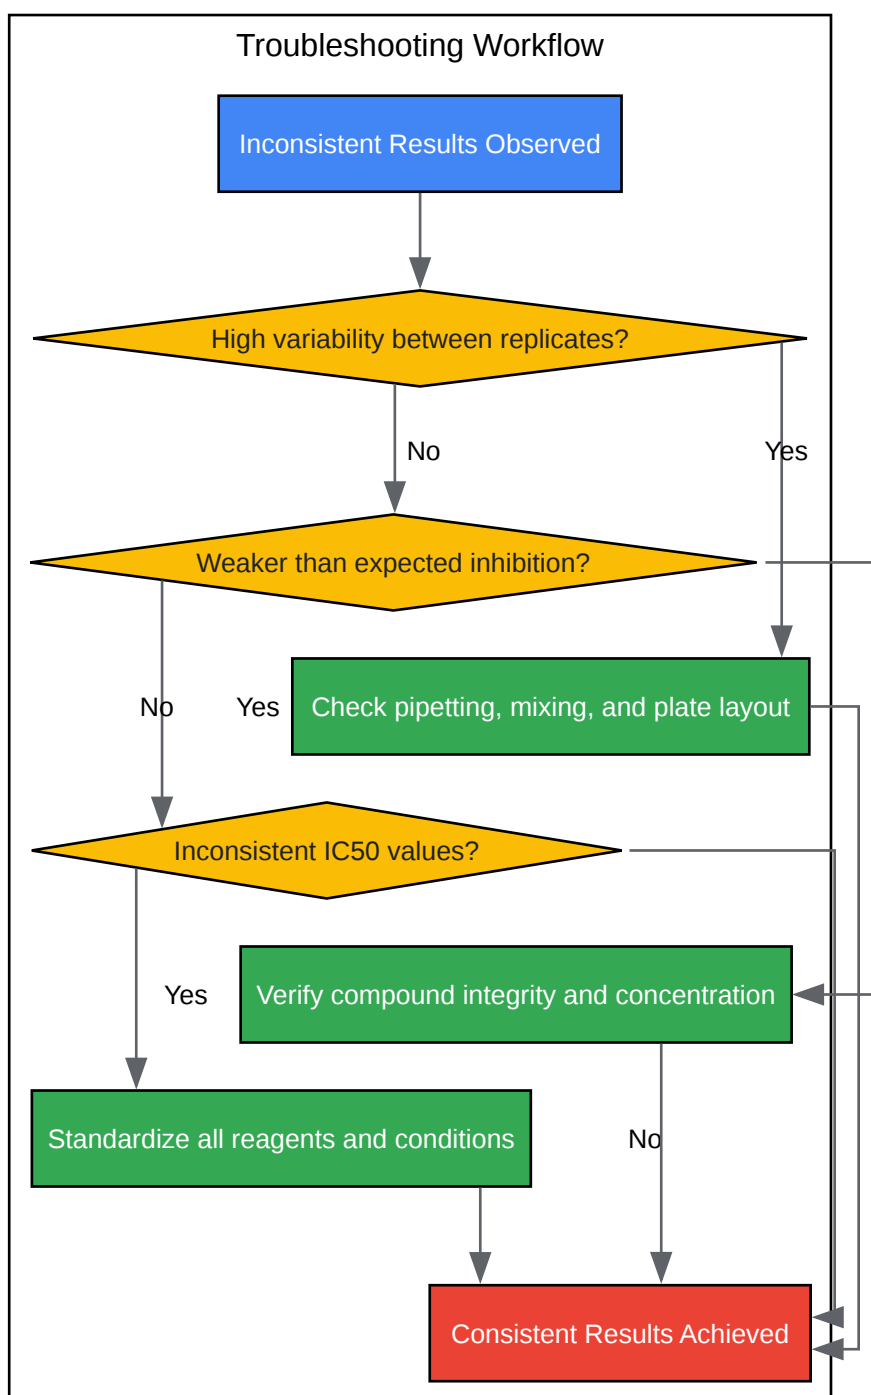 Troubleshooting Workflow
Inconsistent Results Observed
High variability between replicates?
No
Yes
Weaker than expected inhibition?
No
Yes
Check pipetting, mixing, and plate layout
Inconsistent IC50 values?
Yes
Verify compound integrity and concentration
Standardize all reagents and conditions
No
Consistent Results Achieved